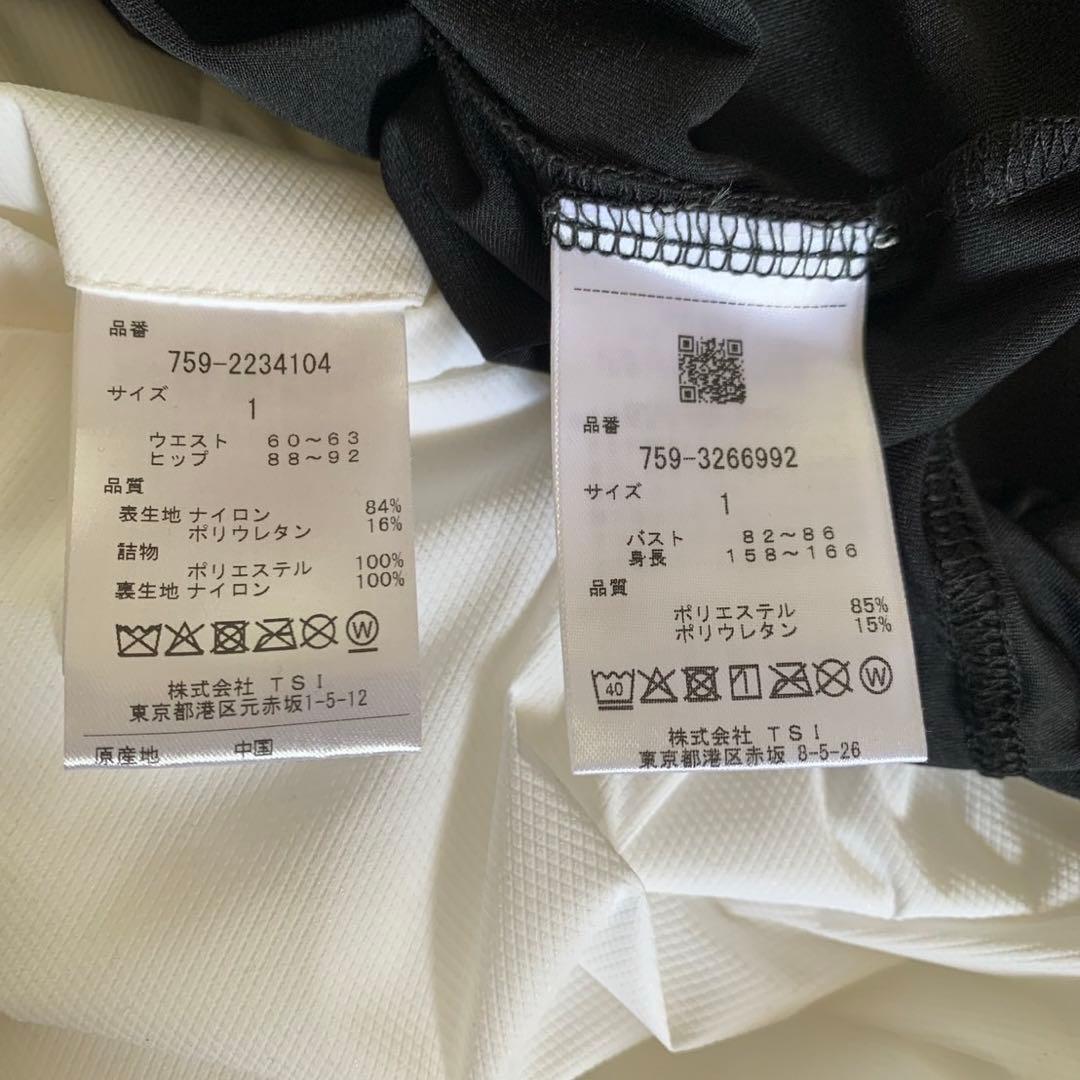 品番
759-2234104
サイズ
1
ウエスト 60～63
ヒップ 88～92
品質
表生地 ナイロン 84%
ポリウレタン 16%
詰物
ポリエステル 100%
裏生地 ナイロン 100%
W
株式会社 TSI
東京都港区元赤坂1-5-12
原産地 中国
品番
759-3266992
サイズ
1
バスト 82～86
身長 158～166
品質
ポリエステル 85%
ポリウレタン 15%
40 W
株式会社 TSI
東京都港区赤坂 8-5-26